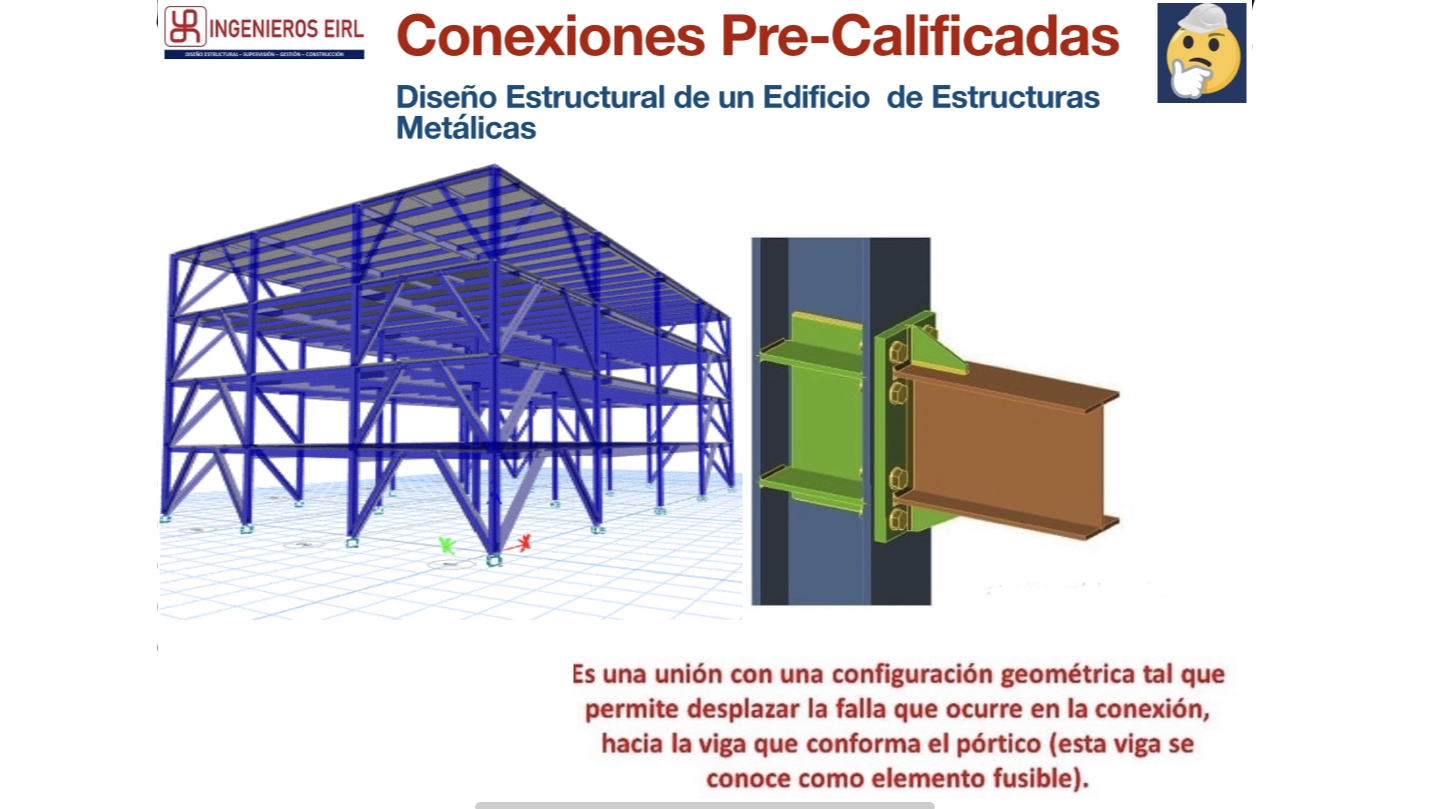 INGENIEROS EIRL
DISEÑO ESTRUCTURAL – SUPERVISIÓN – GESTIÓN – CONSTRUCCIÓN
Conexiones Pre-Calificadas
Diseño Estructural de un Edificio de Estructuras
Metálicas
Es una unión con una configuración geométrica tal que
permite desplazar la falla que ocurre en la conexión,
hacia la viga que conforma el pórtico (esta viga se
conoce como elemento fusible).